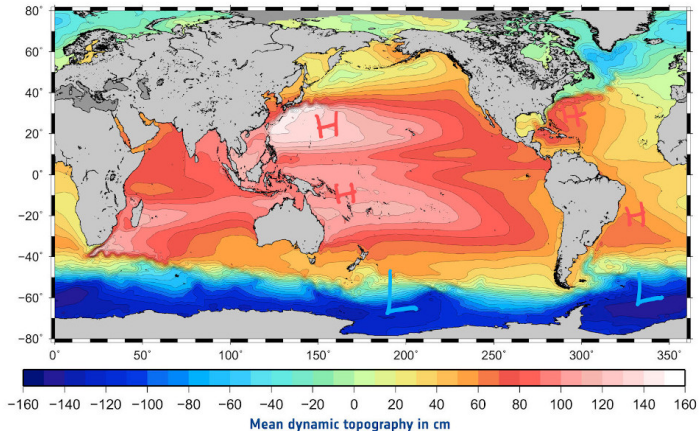 80°
60°
40°
20°
0°
−20°
−40°
−60°
−80°
H
H
H
H
L
L
0° 50° 100° 150° 200° 250° 300° 350°
−160 −140 −120 −100 −80 −60 −40 −20 0 20 40 60 80 100 120 140 160
Mean dynamic topography in cm